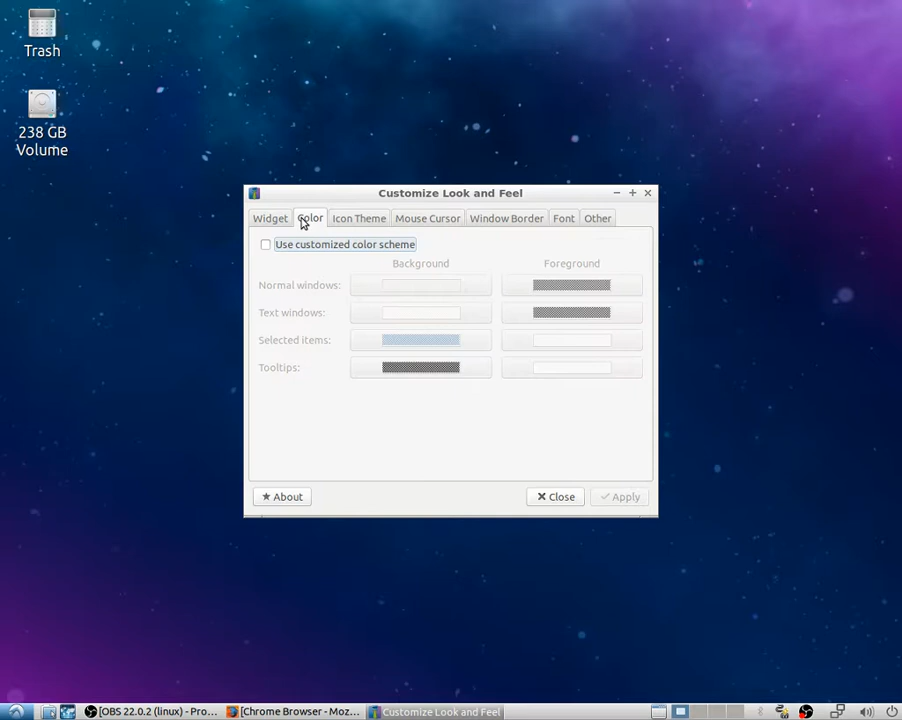 Trash
238 GB
Volume
Customize Look and Feel
Widget Color Icon Theme Mouse Cursor Window Border Font Other
Use customized color scheme
Background Foreground
Normal windows:
Text windows:
Selected items:
Tooltips:
About Close Apply
[OBS 22.0.2 (linux) - Pro... [Chrome Browser - Moz... Customize Look and Feel